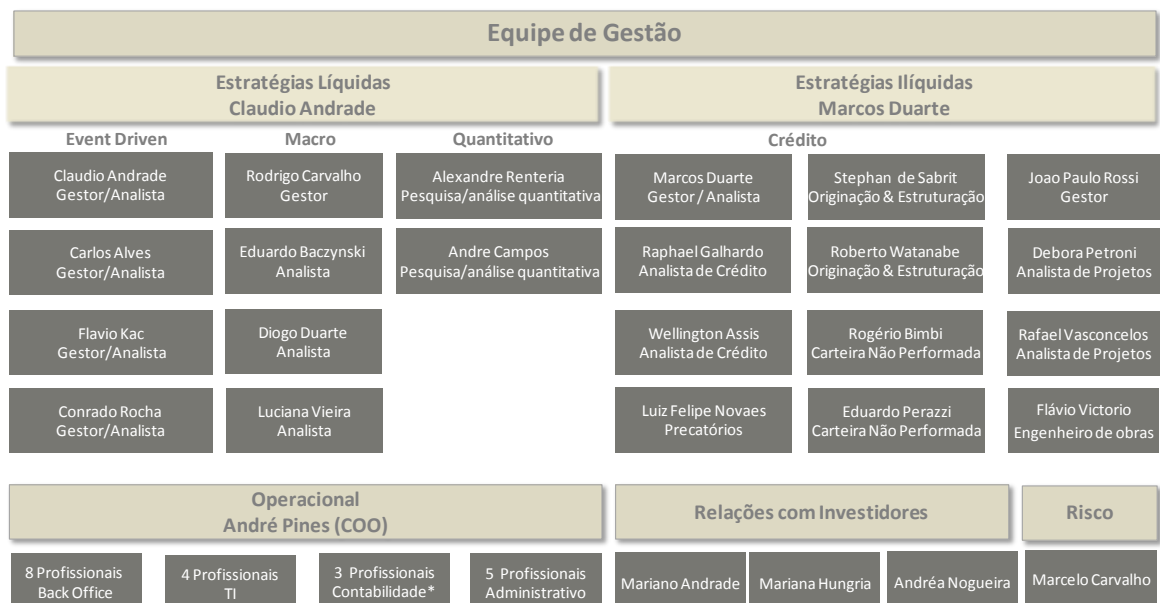 Equipe de Gestão
Estratégias Líquidas
Claudio Andrade
Estratégias Ilíquidas
Marcos Duarte
Event Driven
Macro
Quantitativo
Crédito
Claudio Andrade
Gestor/Analista
Rodrigo Carvalho
Gestor
Alexandre Renteria
Pesquisa/análise quantitativa
Marcos Duarte
Gestor / Analista
Stephan de Sabrit
Originação & Estruturação
Joao Paulo Rossi
Gestor
Carlos Alves
Gestor/Analista
Eduardo Baczynski
Analista
Andre Campos
Pesquisa/análise quantitativa
Raphael Galhardo
Analista de Crédito
Roberto Watanabe
Originação & Estruturação
Debora Petroni
Analista de Projetos
Flavio Kac
Gestor/Analista
Diogo Duarte
Analista
Wellington Assis
Analista de Crédito
Rogério Bimbi
Carteira Não Performada
Rafael Vasconcelos
Analista de Projetos
Conrado Rocha
Gestor/Analista
Luciana Vieira
Analista
Luiz Felipe Novaes
Precatórios
Eduardo Perazzi
Carteira Não Performada
Flávio Victorio
Engenheiro de obras
Operacional
André Pines (COO)
Relações com Investidores
Risco
8 Profissionais
Back Office
4 Profissionais
TI
3 Profissionais
Contabilidade*
5 Profissionais
Administrativo
Mariano Andrade
Mariana Hungria
Andréa Nogueira
Marcelo Carvalho